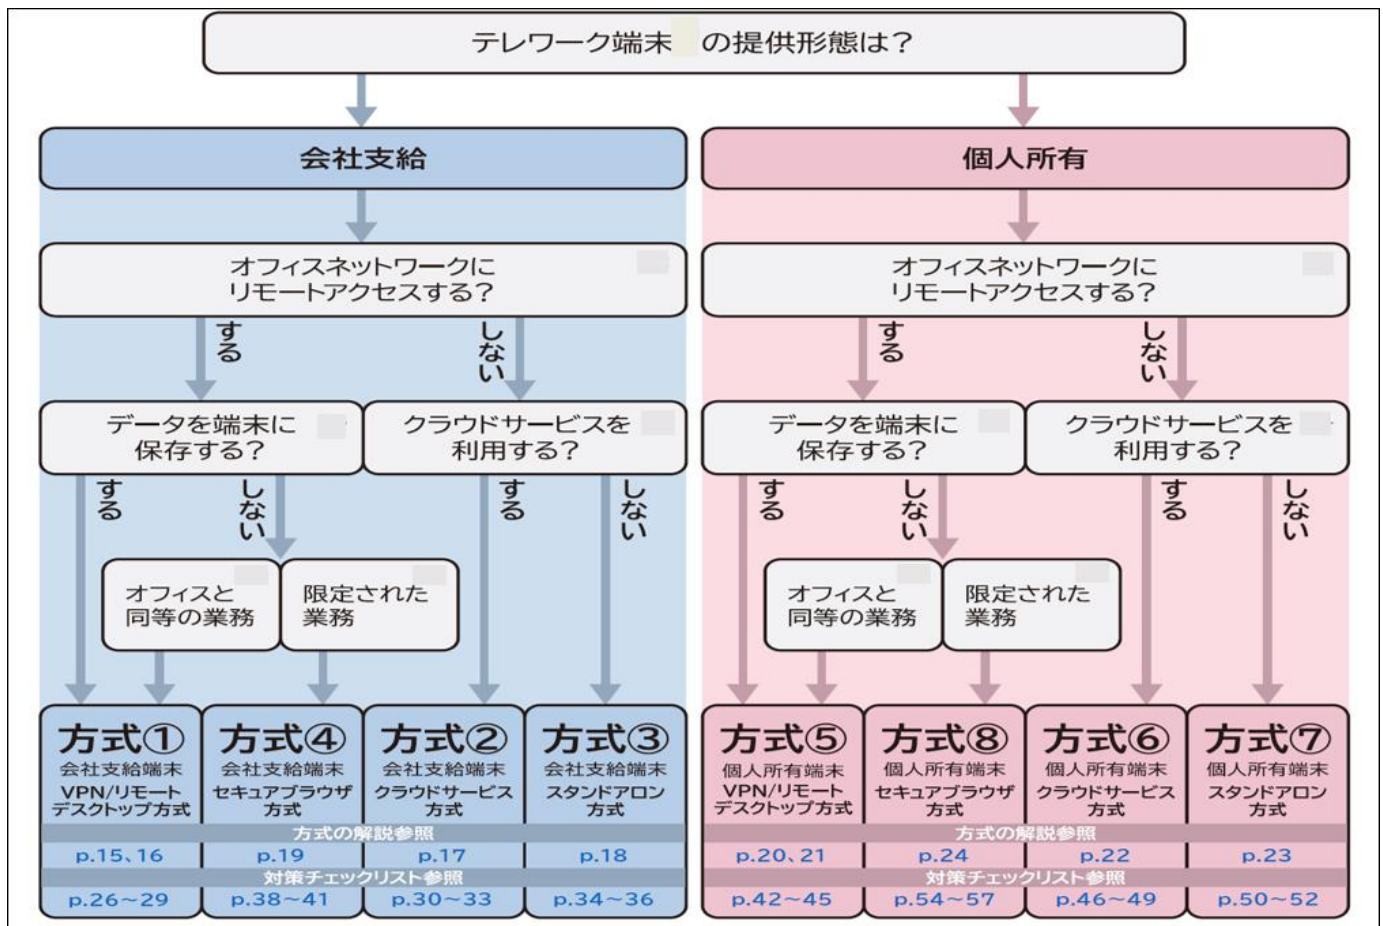 テレワーク端末 の提供形態は?
会社支給
個人所有
オフィスネットワークに
リモートアクセスする?
オフィスネットワークに
リモートアクセスする?
する
しない
する
しない
データを端末に
保存する?
クラウドサービスを
利用する?
データを端末に
保存する?
クラウドサービスを
利用する?
する
しない
する
しない
する
しない
する
しない
オフィスと
同等の業務
限定された
業務
オフィスと
同等の業務
限定された
業務
方式①
会社支給端末
VPN/リモート
デスクトップ方式
方式④
会社支給端末
セキュアブラウザ
方式
方式②
会社支給端末
クラウドサービス
方式
方式③
会社支給端末
スタンドアロン
方式
方式⑤
個人所有端末
VPN/リモート
デスクトップ方式
方式⑧
個人所有端末
セキュアブラウザ
方式
方式⑥
個人所有端末
クラウドサービス
方式
方式⑦
個人所有端末
スタンドアロン
方式
方式の解説参照
方式の解説参照
p.15、16
p.19
p.17
p.18
p.20、21
p.24
p.22
p.23
対策チェックリスト参照
対策チェックリスト参照
p.26~29
p.38~41
p.30~33
p.34~36
p.42~45
p.54~57
p.46~49
p.50~52